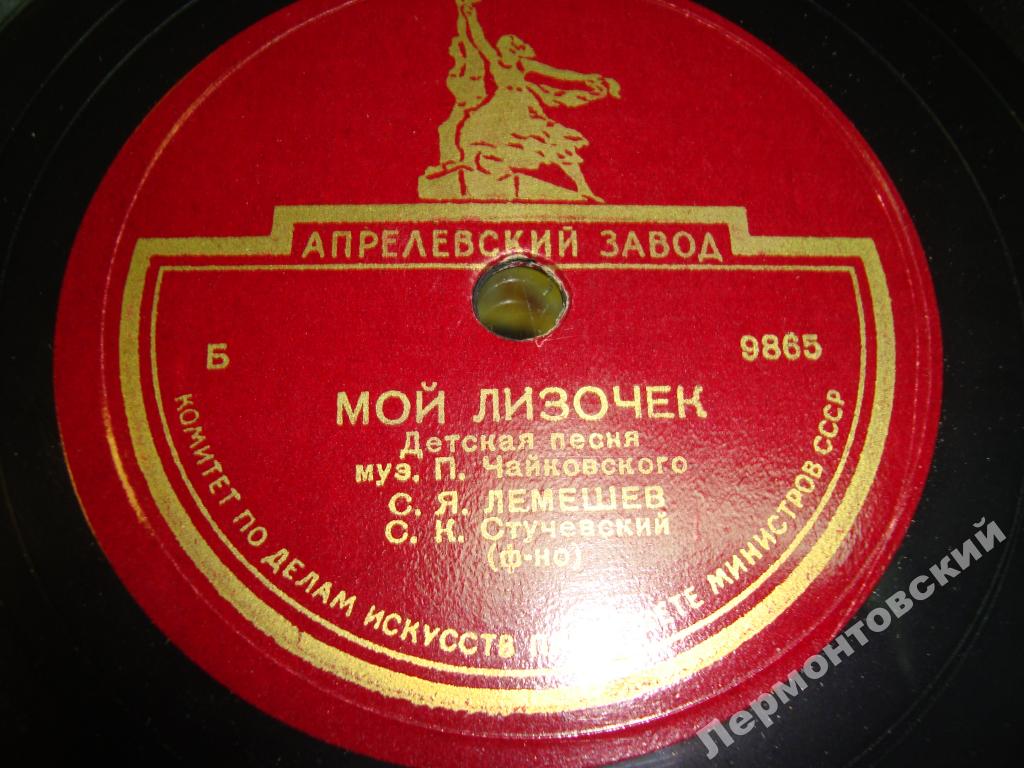 АПРЕЛЕВСКИЙ ЗАВОД
Б 9865
МОЙ ЛИЗОЧЕК
Детская песня
муз. П. Чайковского
С. Я. ЛЕМЕШЕВ
С. К. Стучевский
(ф-но)
КОМИТЕТ ПО ДЕЛАМ ИСКУССТВ МИНИСТРОВ СССР
Лермонтовский